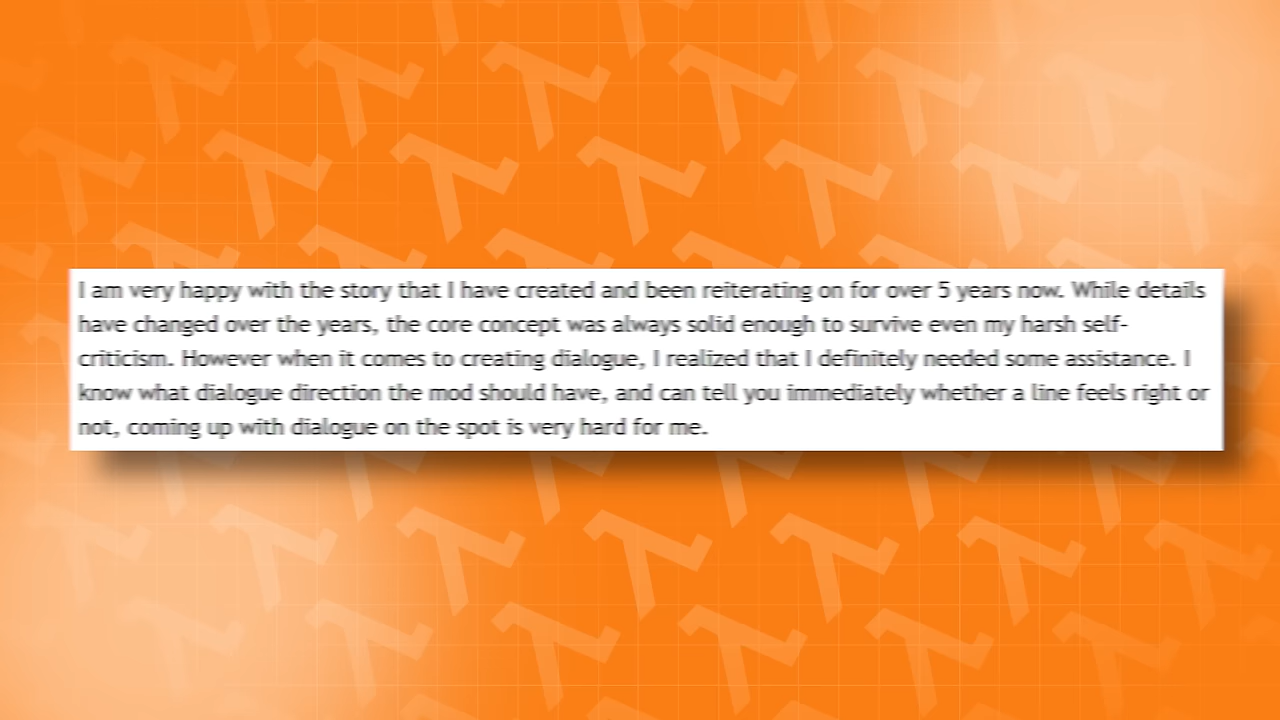 I am very happy with the story that I have created and been reiterating on for over 5 years now. While details
have changed over the years, the core concept was always solid enough to survive even my harsh self-
criticism. However when it comes to creating dialogue, I realized that I definitely needed some assistance. I
know what dialogue direction the mod should have, and can tell you immediately whether a line feels right or
not, coming up with dialogue on the spot is very hard for me.